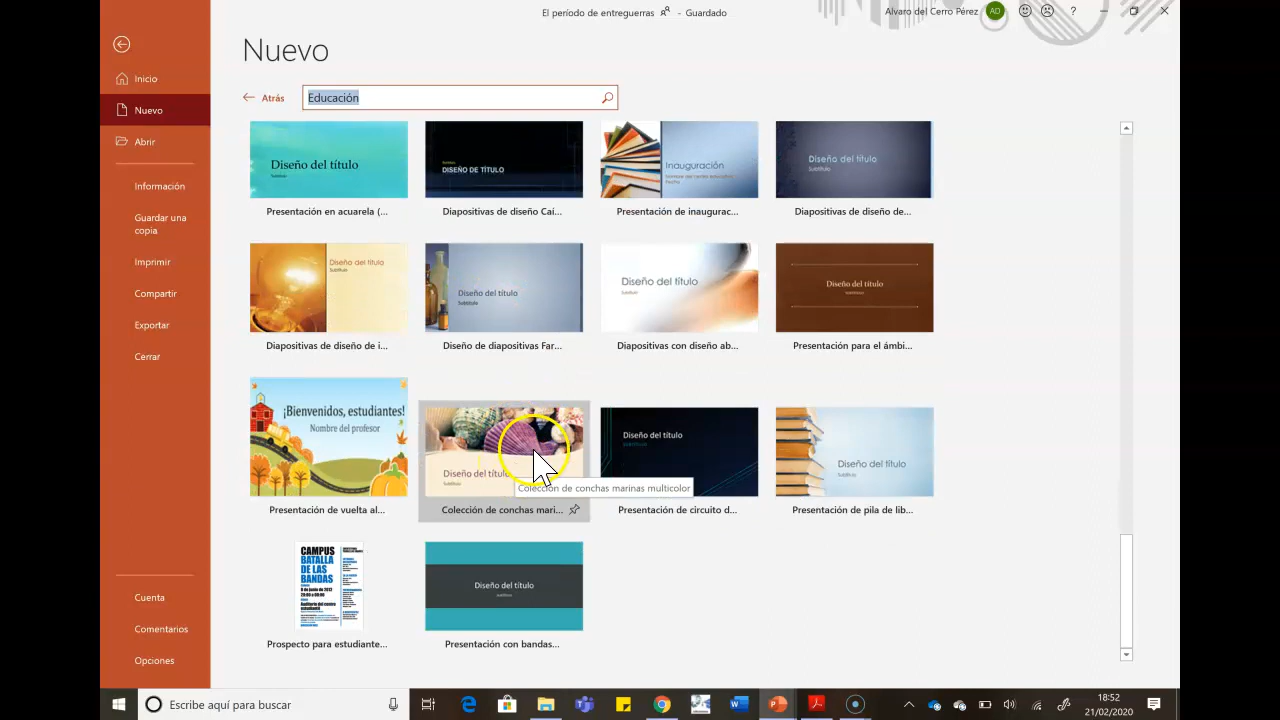 El período de entreguerras - Guardado
Alvaro del Cerro Pérez AD ?
Nuevo
Inicio
Nuevo
Abrir
Información
Guardar una
copia
Imprimir
Compartir
Exportar
Cerrar
Cuenta
Comentarios
Opciones
Atrás
Educación
Diseño del título
Subtítulo
DISEÑO DE TÍTULO
Inauguración
Diseño del título
Subtítulo
Presentación en acuarela (...
Diapositivas de diseño Caí...
Presentación de inaugurac...
Diapositivas de diseño de...
Diseño del título
Subtítulo
Diseño del título
Subtítulo
Diseño del título
Subtítulo
Diseño del título
Diapositivas de diseño de i...
Diseño de diapositivas Far...
Diapositivas con diseño ab...
Presentación para el ámbi...
¡Bienvenidos, estudiantes!
Nombre del profesor
Diseño del título
Subtítulo
Diseño del título
Diseño del título
Subtítulo
Colección de conchas marinas multicolor
Presentación de vuelta al...
Colección de conchas mari...
Presentación de circuito d...
Presentación de pila de lib...
CAMPUS
BATALLA
DE LAS
BANDAS
Diseño del título
Prospecto para estudiante...
Presentación con bandas...
Escribe aquí para buscar
18:52
21/02/2020